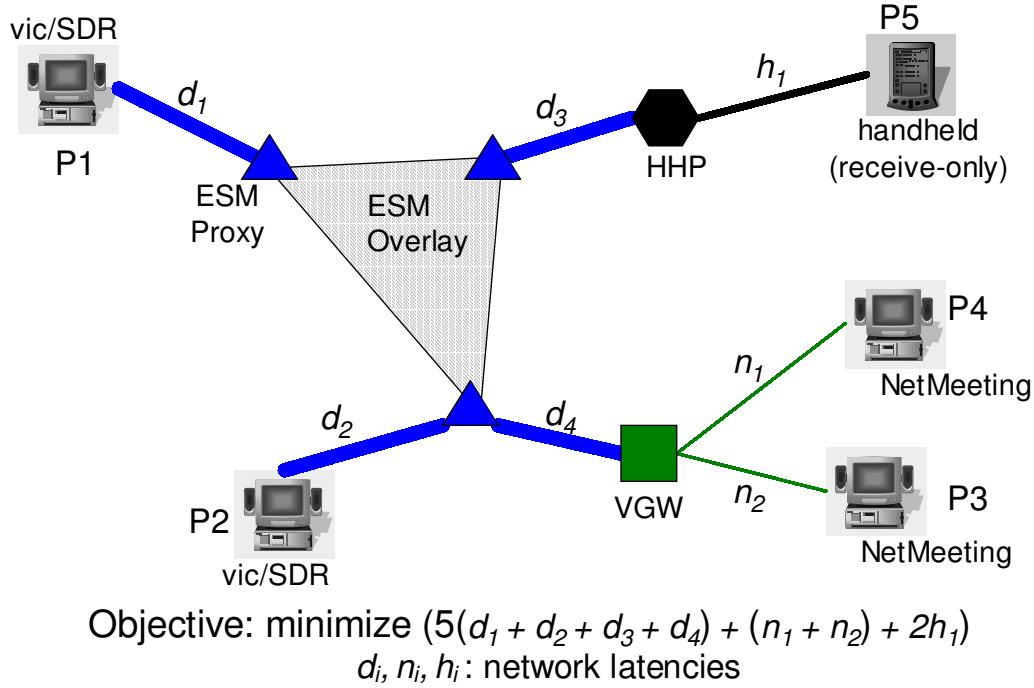 vic/SDR
P1
d1
ESM
Proxy
ESM
Overlay
d3
HHP
h1
P5
handheld
(receive-only)
P4
NetMeeting
n1
n2
P3
NetMeeting
VGW
d4
d2
P2
vic/SDR
Objective: minimize (5(d1 + d2 + d3 + d4) + (n1 + n2) + 2h1)
di, ni, hi : network latencies